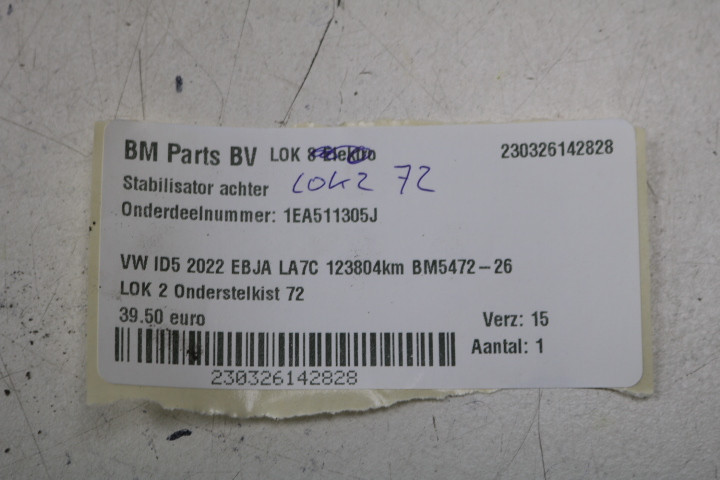 BM Parts BV LOK 8 Elektro 230326142828
Stabilisator achter LOK2 72
Onderdeelnummer: 1EA511305J
VW ID5 2022 EBJA LA7C 123804km BM5472-26
LOK 2 Onderstelkist 72
39.50 euro Verz: 15
Aantal: 1
230326142828